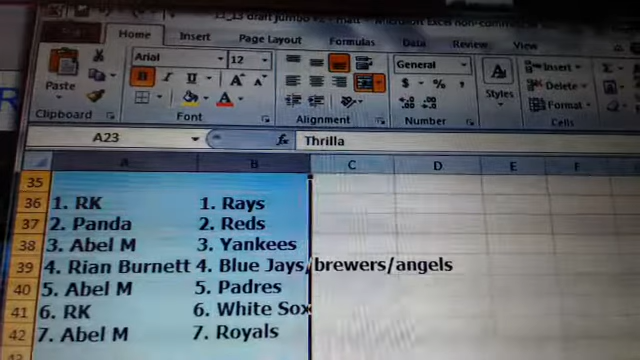 Home Insert Page Layout Formulas Data Review View
Arial 12 General
Paste Styles Insert Delete Format
Clipboard Font Alignment Number Cells
A23 fx Thrilla
A B C D E F
35
36 1. RK 1. Rays
37 2. Panda 2. Reds
38 3. Abel M 3. Yankees
39 4. Rian Burnett 4. Blue Jays/brewers/angels
40 5. Abel M 5. Padres
41 6. RK 6. White Sox
42 7. Abel M 7. Royals